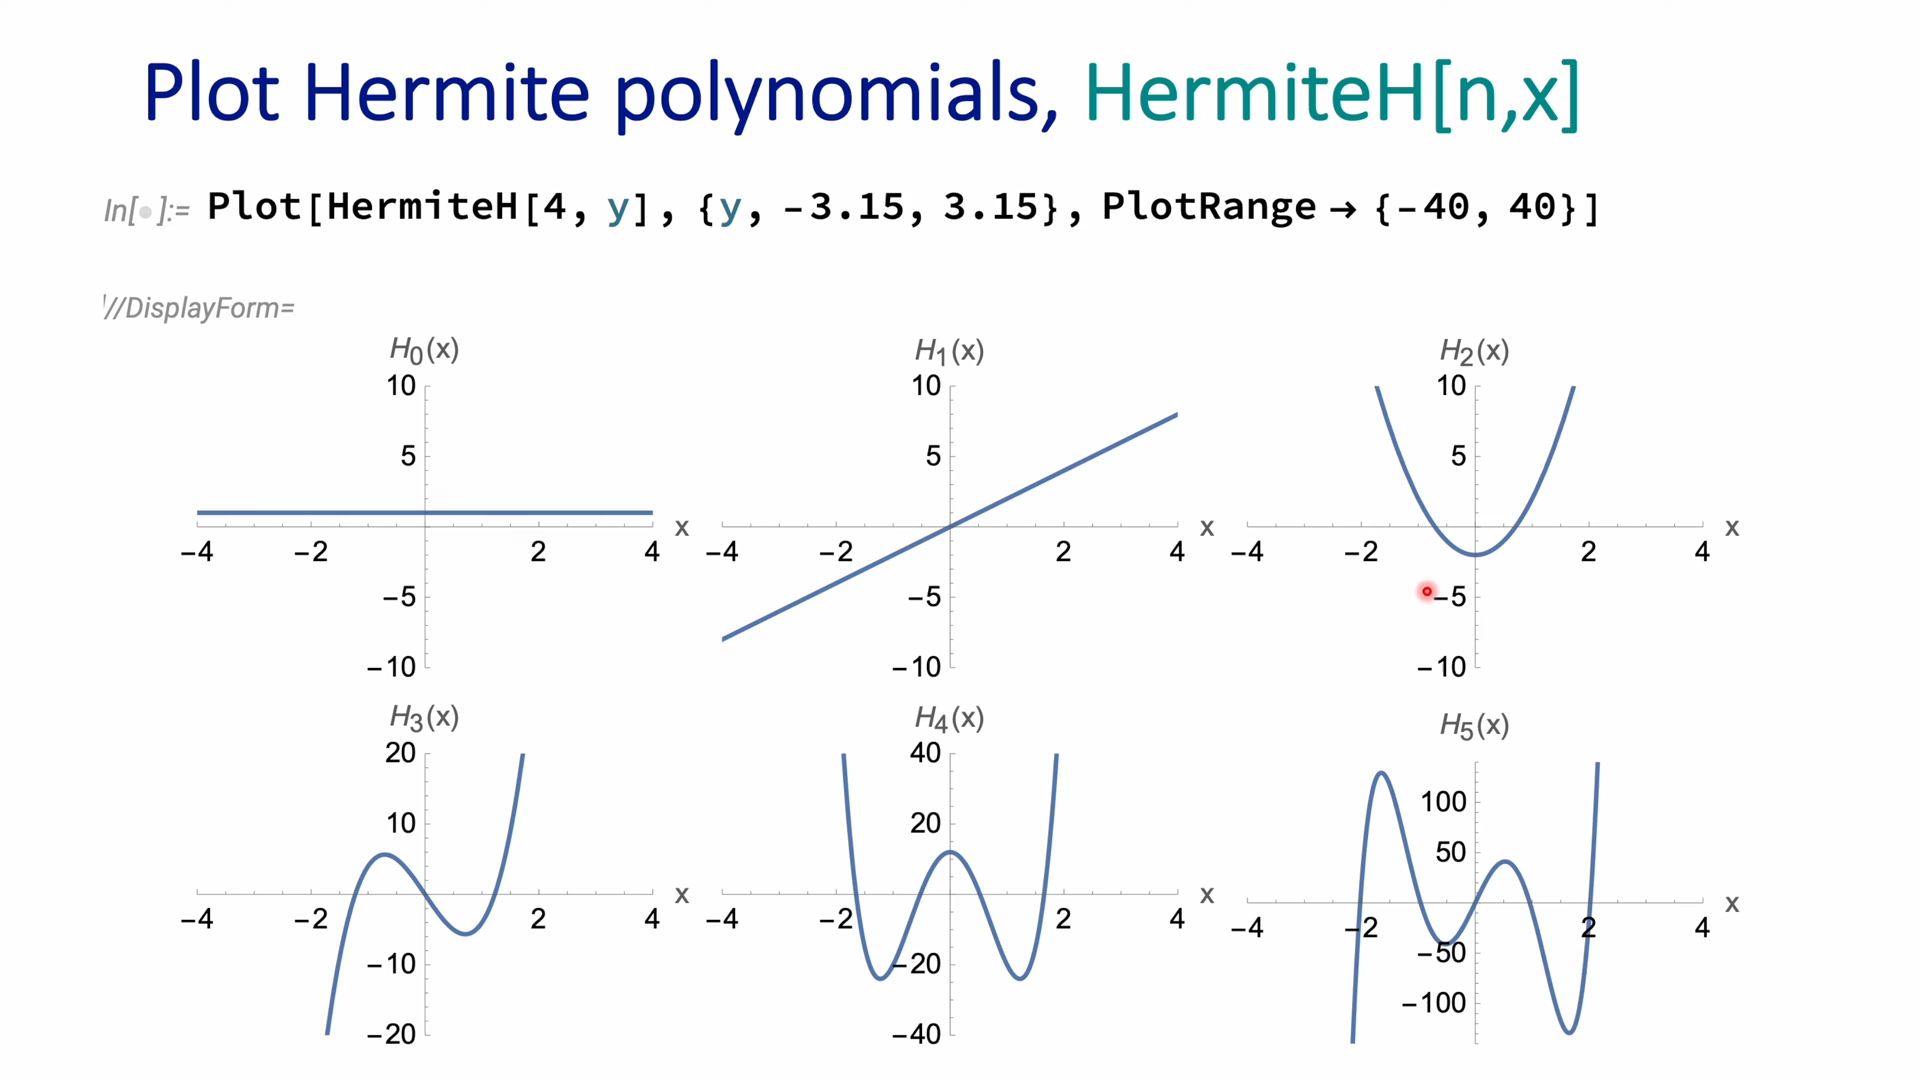 Plot Hermite polynomials, HermiteH[n,x]
In[•]:= Plot[HermiteH[4, y], {y, -3.15, 3.15}, PlotRange → {-40, 40}]
//DisplayForm=
H0(x)
10
5
−4 −2 2 4 x
−5
−10
H1(x)
10
5
−4 −2 2 4 x
−5
−10
H2(x)
10
5
−4 −2 2 4 x
−5
−10
H3(x)
20
10
−4 −2 2 4 x
−10
−20
H4(x)
40
20
−4 −2 2 4 x
−20
−40
H5(x)
100
50
−4 −2 2 4 x
−50
−100